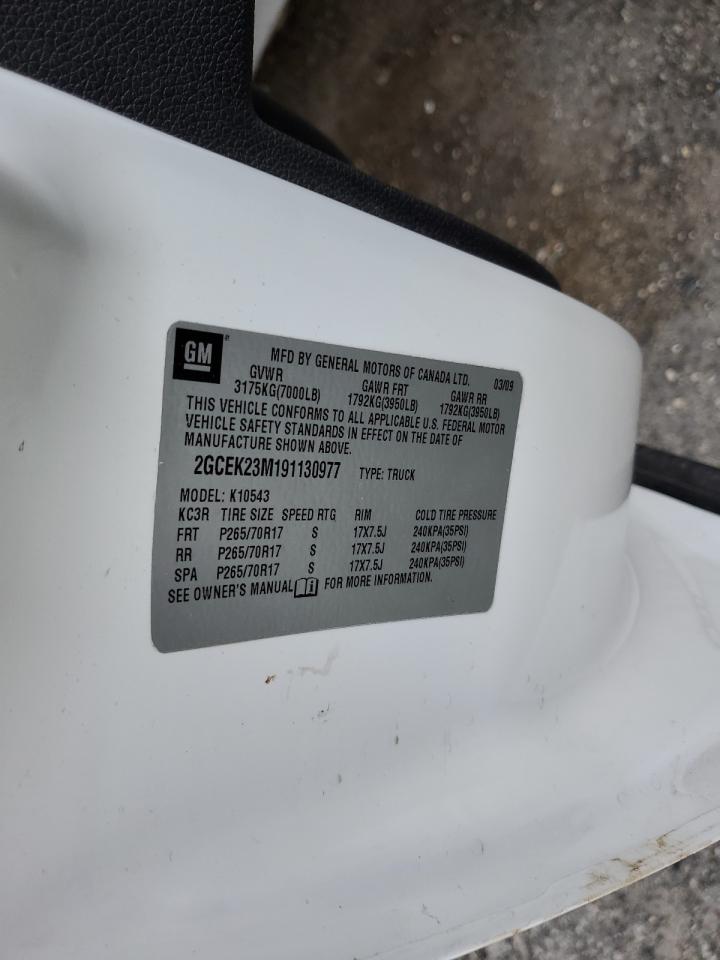 GM
MFD BY GENERAL MOTORS OF CANADA LTD. 03/09
GVWR GAWR FRT GAWR RR
3175KG(7000LB) 1792KG(3950LB) 1792KG(3950LB)
THIS VEHICLE CONFORMS TO ALL APPLICABLE U.S. FEDERAL MOTOR
VEHICLE SAFETY STANDARDS IN EFFECT ON THE DATE OF
MANUFACTURE SHOWN ABOVE.
2GCEK23M191130977 TYPE: TRUCK
MODEL: K10543
KC3R TIRE SIZE SPEED RTG RIM COLD TIRE PRESSURE
FRT P265/70R17 S 17X7.5J 240KPA(35PSI)
RR P265/70R17 S 17X7.5J 240KPA(35PSI)
SPA P265/70R17 S 17X7.5J 240KPA(35PSI)
SEE OWNER'S MANUAL i FOR MORE INFORMATION.